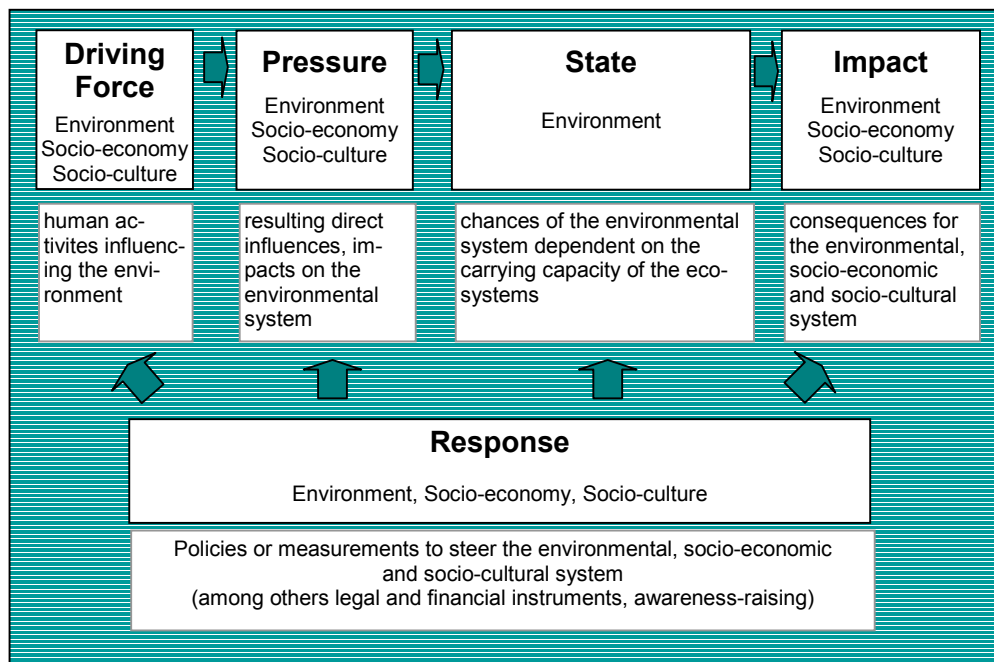 Driving
Force
Environment
Socio-economy
Socio-culture
Pressure
Environment
Socio-economy
Socio-culture
State
Environment
Impact
Environment
Socio-economy
Socio-culture
human ac-
tivites influenc-
ing the envi-
ronment
resulting direct
influences, im-
pacts on the
environmental
system
chances of the environmental
system dependent on the
carrying capacity of the eco-
systems
consequences for
the environmental,
socio-economic
and socio-cultural
system
Response
Environment, Socio-economy, Socio-culture
Policies or measurements to steer the environmental, socio-economic
and socio-cultural system
(among others legal and financial instruments, awareness-raising)